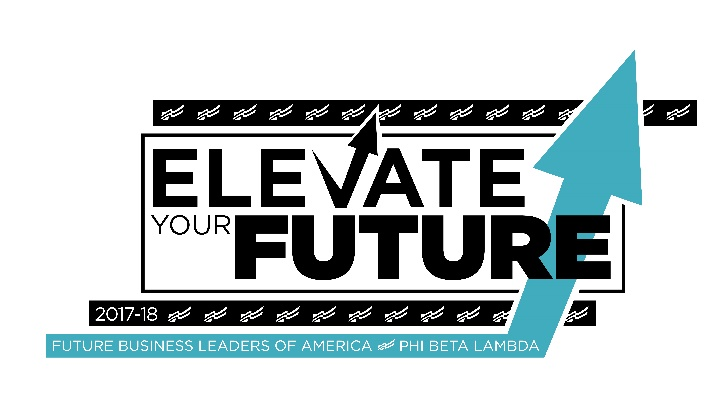 ELEVATE
YOUR FUTURE
2017-18
FUTURE BUSINESS LEADERS OF AMERICA PHI BETA LAMBDA